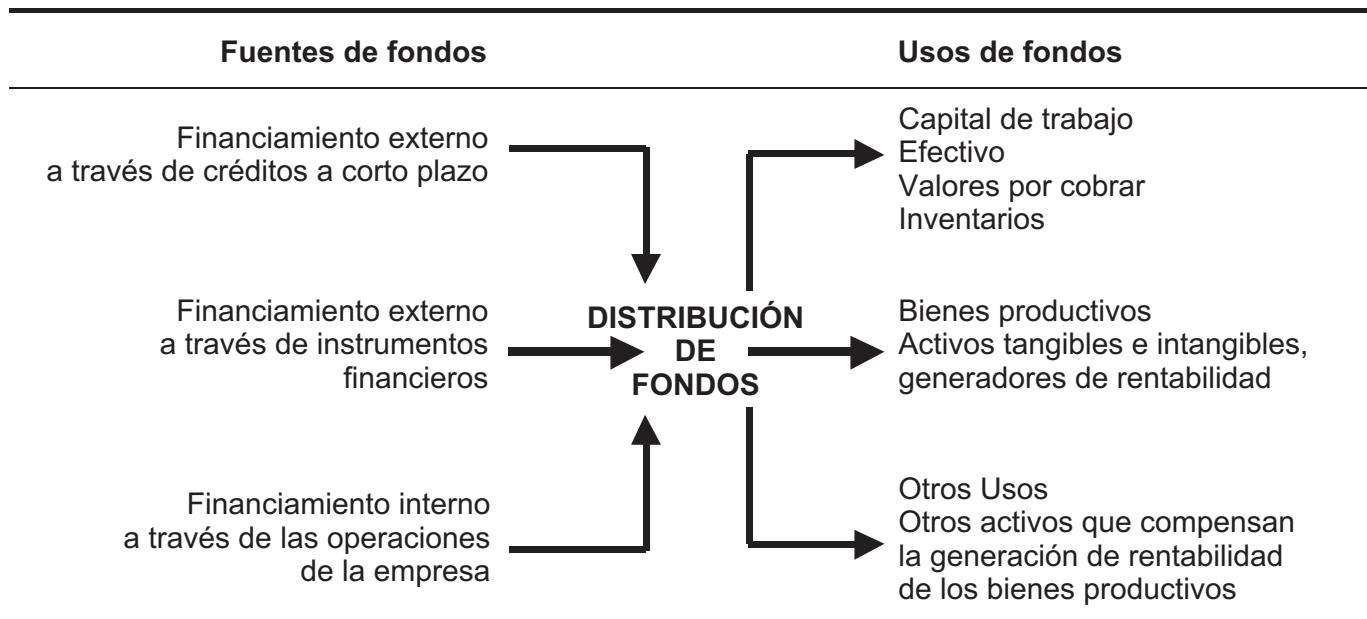 Fuentes de fondos
Usos de fondos
Financiamiento externo
a través de créditos a corto plazo
Financiamiento externo
a través de instrumentos
financieros
Financiamiento interno
a través de las operaciones
de la empresa
DISTRIBUCIÓN
DE
FONDOS
Capital de trabajo
Efectivo
Valores por cobrar
Inventarios
Bienes productivos
Activos tangibles e intangibles,
generadores de rentabilidad
Otros Usos
Otros activos que compensan
la generación de rentabilidad
de los bienes productivos